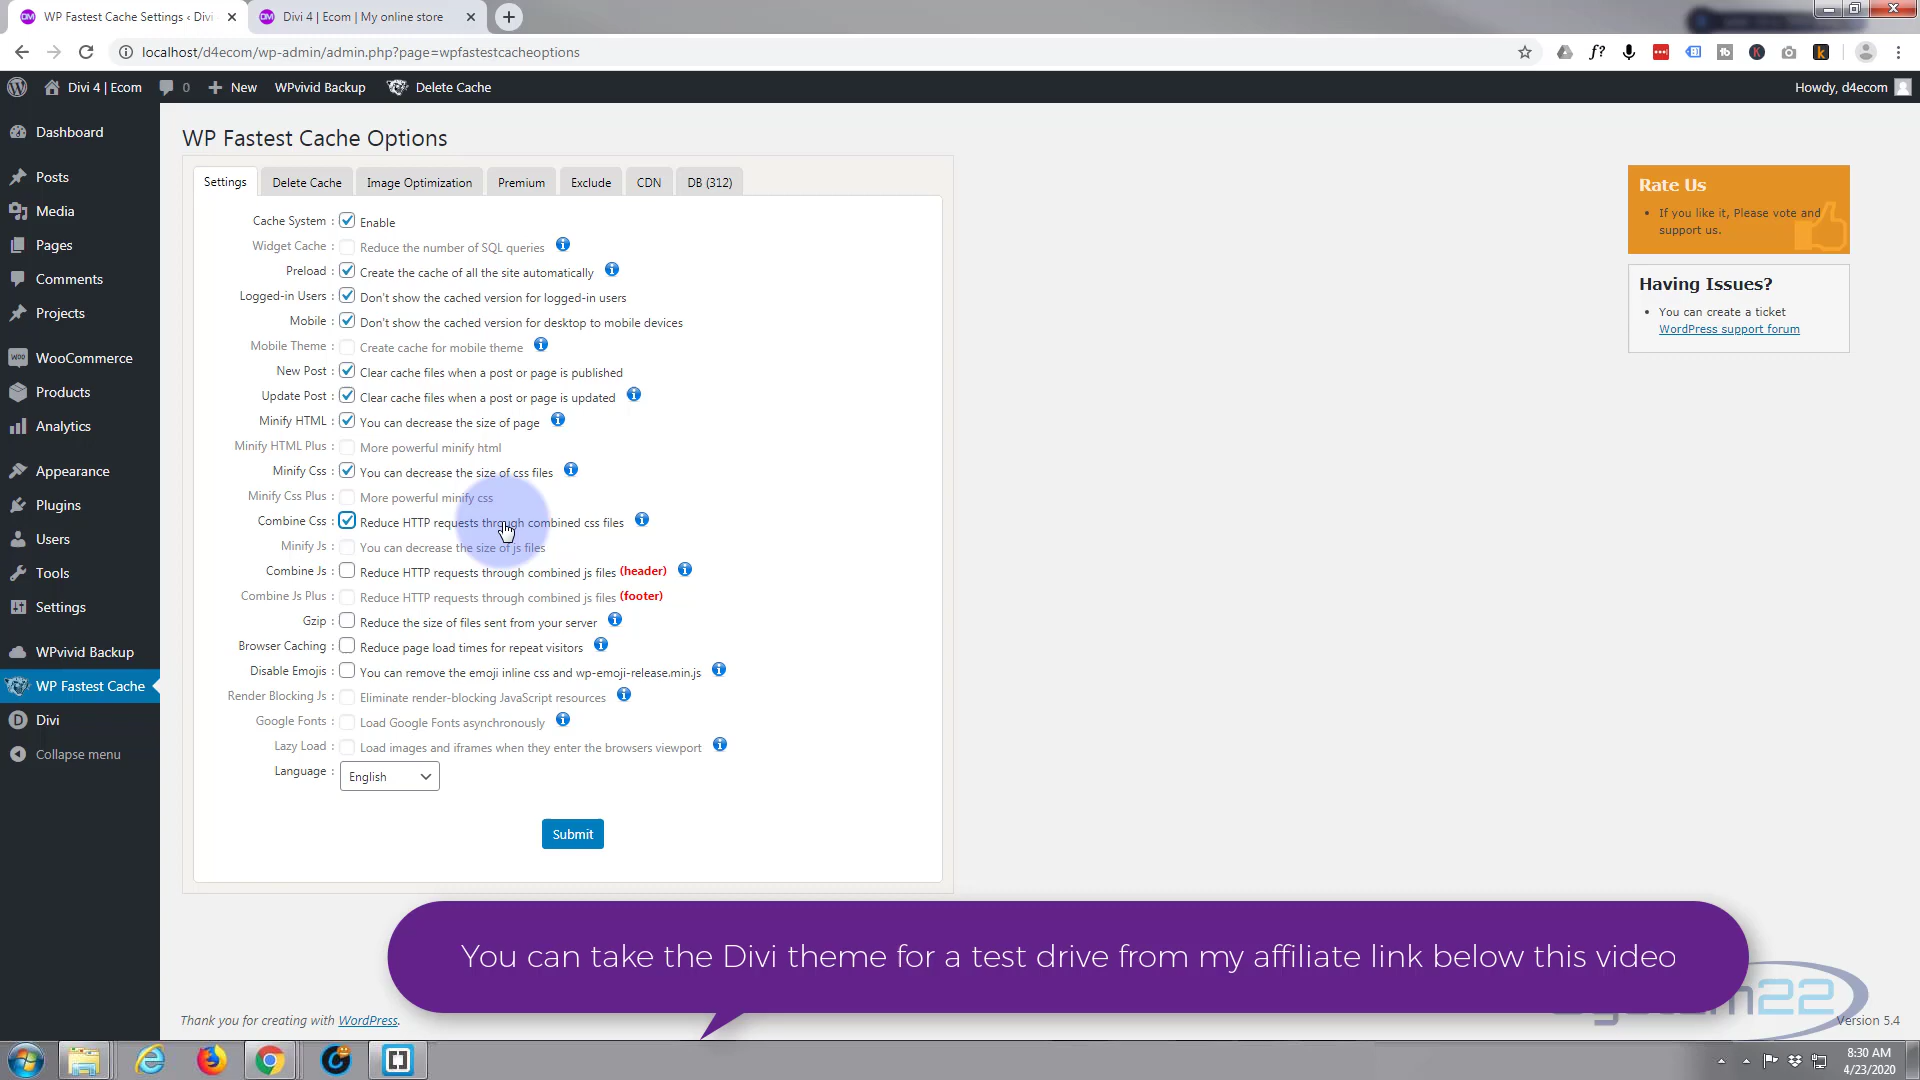 WP Fastest Cache Settings ‹ Divi
Divi 4 | Ecom | My online store
localhost/d4ecom/wp-admin/admin.php?page=wpfastestcacheoptions
Divi 4 | Ecom
0
New
WPvivid Backup
Delete Cache
Howdy, d4ecom
Dashboard
Posts
Media
Pages
Comments
Projects
WooCommerce
Products
Analytics
Appearance
Plugins
Users
Tools
Settings
WPvivid Backup
WP Fastest Cache
Divi
Collapse menu
WP Fastest Cache Options
Settings
Delete Cache
Image Optimization
Premium
Exclude
CDN
DB (312)
Cache System : Enable
Widget Cache : Reduce the number of SQL queries
Preload : Create the cache of all the site automatically
Logged-in Users : Don't show the cached version for logged-in users
Mobile : Don't show the cached version for desktop to mobile devices
Mobile Theme : Create cache for mobile theme
New Post : Clear cache files when a post or page is published
Update Post : Clear cache files when a post or page is updated
Minify HTML : You can decrease the size of page
Minify HTML Plus : More powerful minify html
Minify Css : You can decrease the size of css files
Minify Css Plus : More powerful minify css
Combine Css : Reduce HTTP requests through combined css files
Minify Js : You can decrease the size of js files
Combine Js : Reduce HTTP requests through combined js files (header)
Combine Js Plus : Reduce HTTP requests through combined js files (footer)
Gzip : Reduce the size of files sent from your server
Browser Caching : Reduce page load times for repeat visitors
Disable Emojis : You can remove the emoji inline css and wp-emoji-release.min.js
Render Blocking Js : Eliminate render-blocking JavaScript resources
Google Fonts : Load Google Fonts asynchronously
Lazy Load : Load images and iframes when they enter the browsers viewport
Language : English
Submit
Rate Us
If you like it, Please vote and
support us.
Having Issues?
You can create a ticket
WordPress support forum
You can take the Divi theme for a test drive from my affiliate link below this video
Thank you for creating with WordPress.
Version 5.4
8:30 AM
4/23/2020